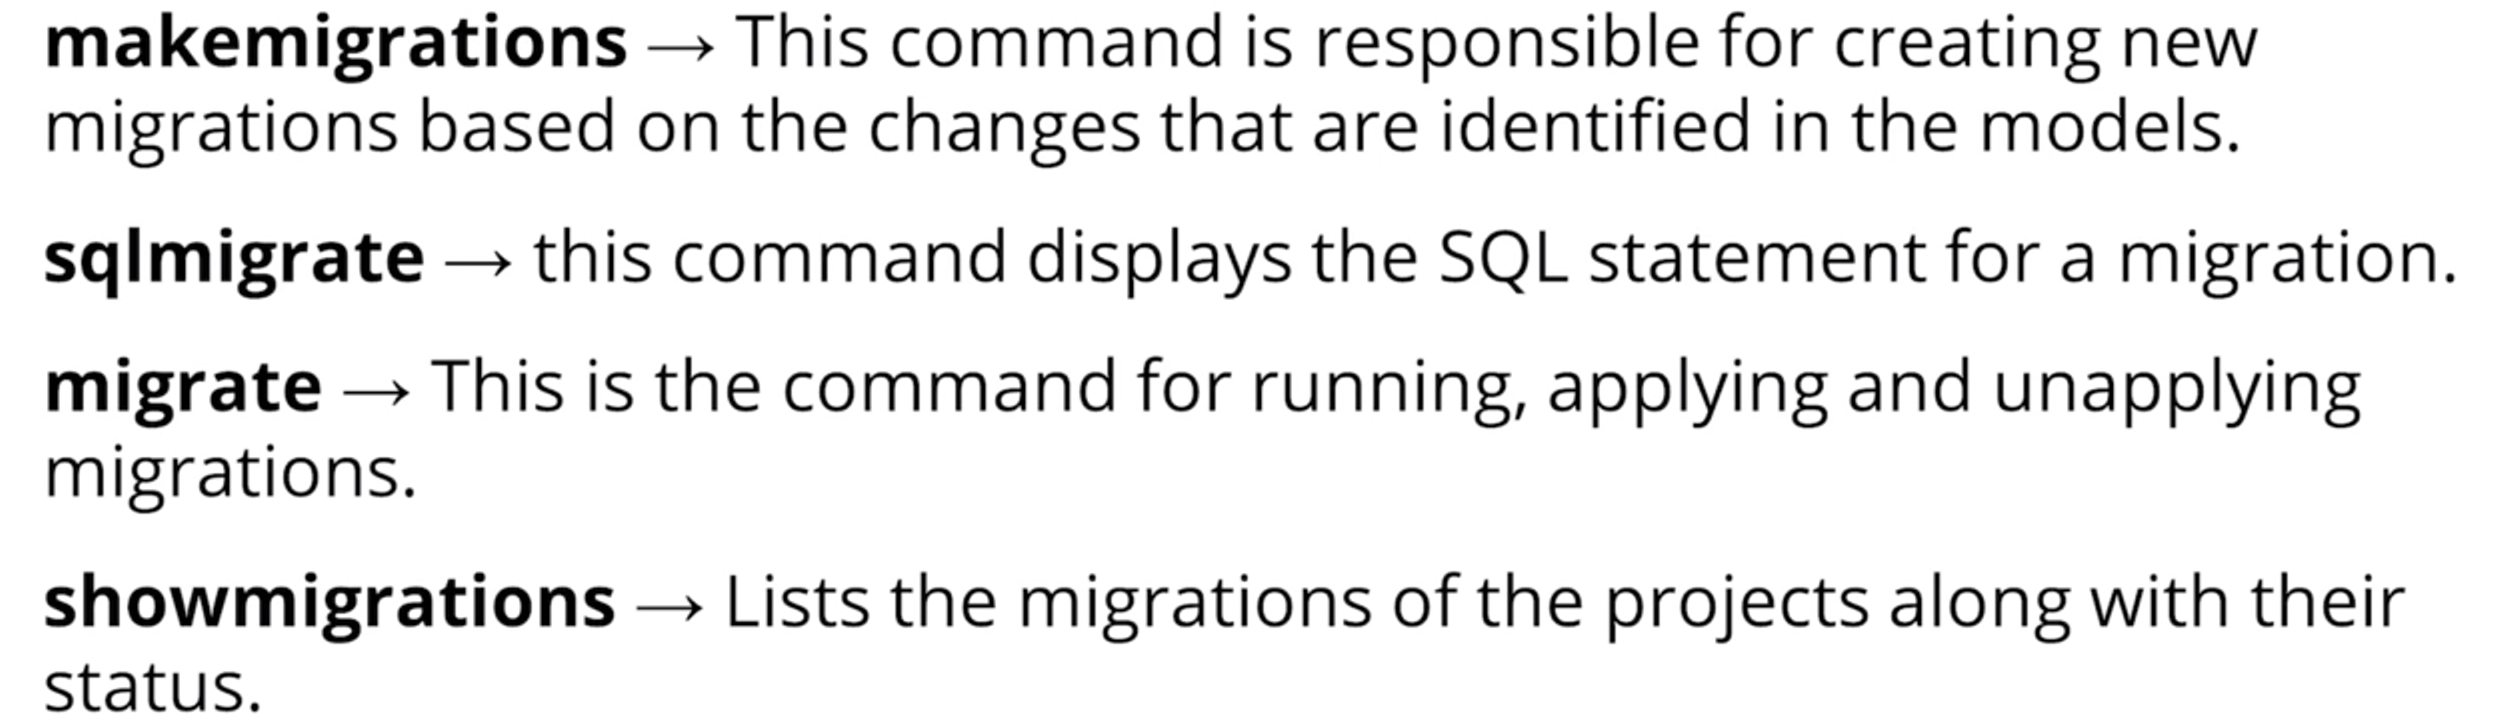 makemigrations → This command is responsible for creating new
migrations based on the changes that are identified in the models.
sqlmigrate → this command displays the SQL statement for a migration.
migrate → This is the command for running, applying and unapplying
migrations.
showmigrations → Lists the migrations of the projects along with their
status.